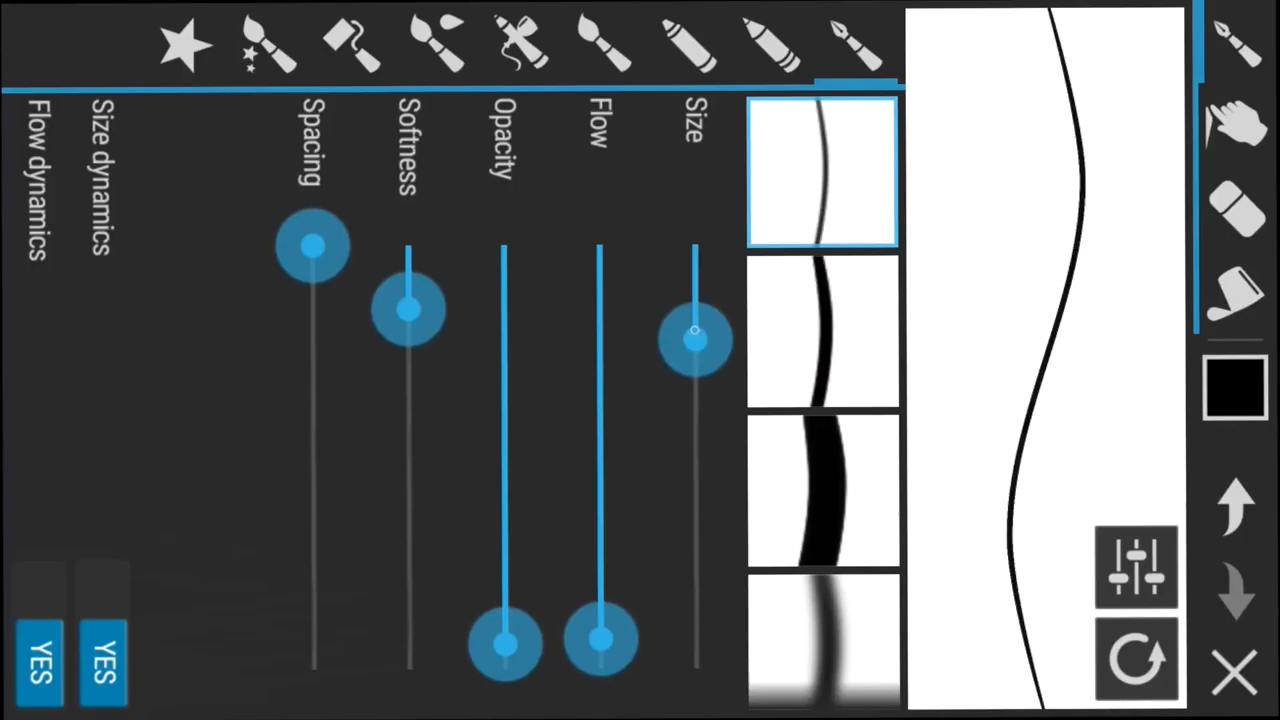 Size
Flow
Opacity
Softness
Spacing
Size dynamics
YES
Flow dynamics
YES